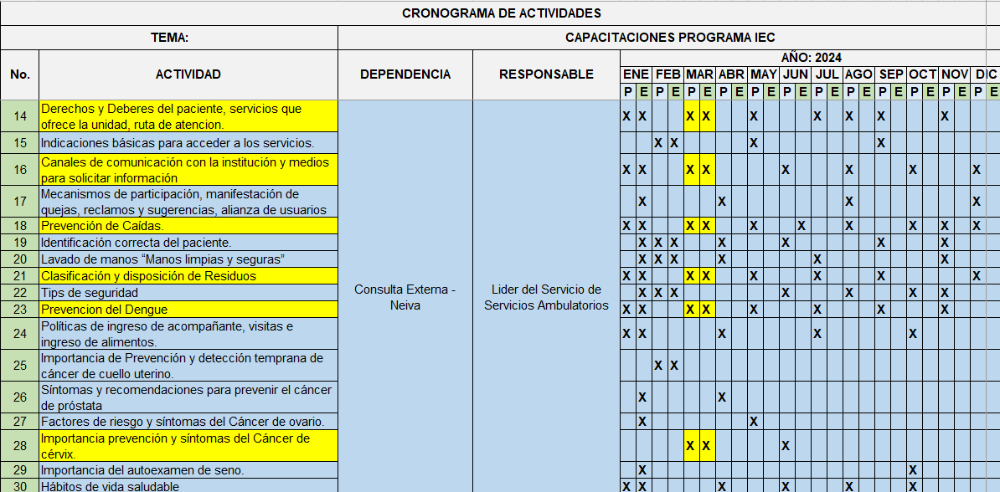 CRONOGRAMA DE ACTIVIDADES
TEMA: CAPACITACIONES PROGRAMA IEC
No. ACTIVIDAD DEPENDENCIA RESPONSABLE AÑO: 2024
ENE FEB MAR ABR MAY JUN JUL AGO SEP OCT NOV DIC
P E P E P E P E P E P E P E P E P E P E P E P E
14 Derechos y Deberes del paciente, servicios que
ofrece la unidad, ruta de atencion. X X X X X X X X X
15 Indicaciones básicas para acceder a los servicios. X X X X
16 Canales de comunicación con la institución y medios
para solicitar información X X X X X X X X
17 Mecanismos de participación, manifestación de
quejas, reclamos y sugerencias, alianza de usuarios X X X X
18 Prevención de Caídas. X X X X X X X X X X
19 Identificación correcta del paciente. X X X X X X X
20 Lavado de manos “Manos limpias y seguras” X X X X X X
21 Clasificación y disposición de Residuos X X X X X X X X
22 Tips de seguridad X X X X X X X
23 Prevencion del Dengue X X X X X X X X
Consulta Externa -
Neiva
Lider del Servicio de
Servicios Ambulatorios
24 Políticas de ingreso de acompañante, visitas e
ingreso de alimentos. X X X X X
25 Importancia de Prevención y detección temprana de
cáncer de cuello uterino. X X
26 Síntomas y recomendaciones para prevenir el cáncer
de próstata X X
27 Factores de riesgo y síntomas del Cáncer de ovario. X X
28 Importancia prevención y síntomas del Cáncer de
cérvix. X X X
29 Importancia del autoexamen de seno. X X
30 Hábitos de vida saludable X X X X X X